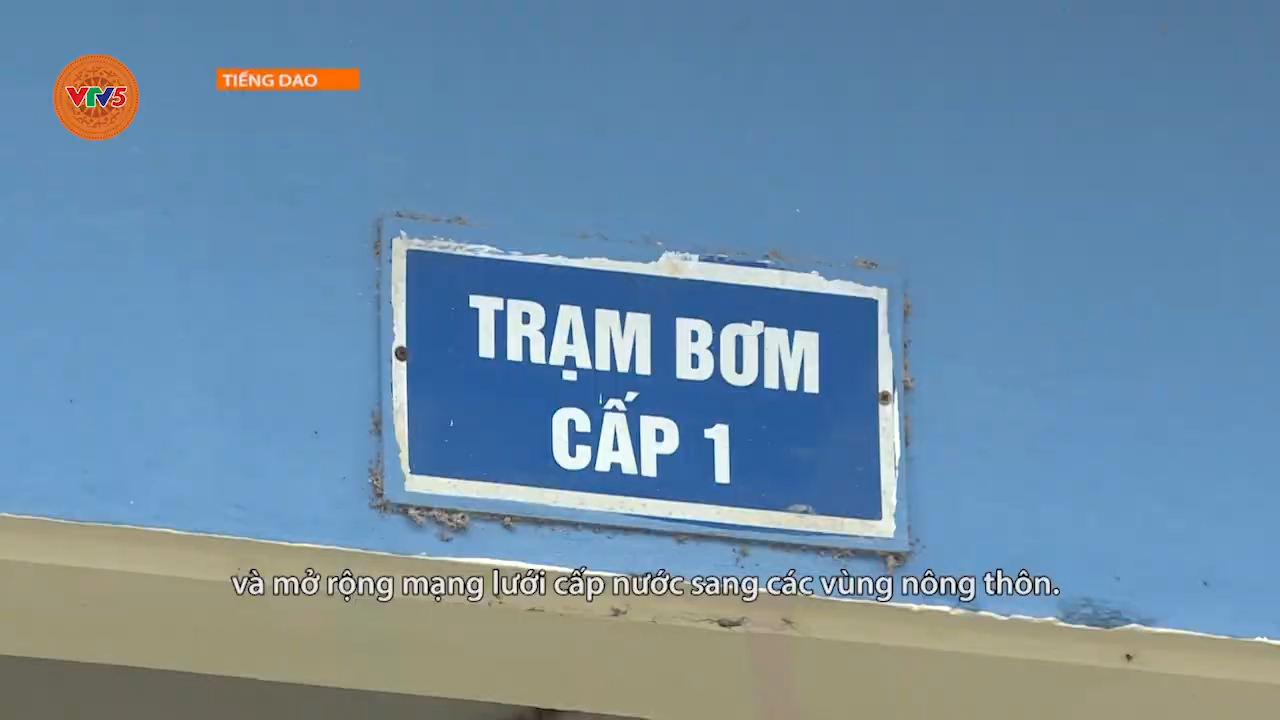 VTV5
TIẾNG DAO
TRẠM BƠM
CẤP 1
và mở rộng mạng lưới cấp nước sang các vùng nông thôn.